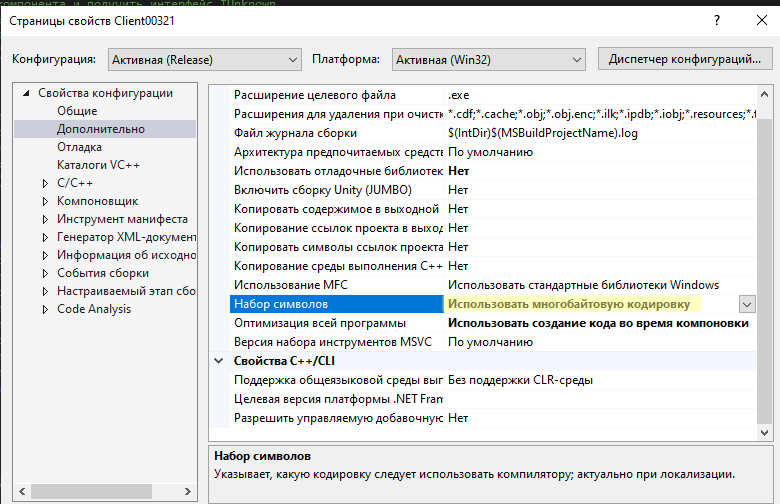 компонента и получить интерфейс IUnknown
Страницы свойств Client00321
? ×
Конфигурация: Активная (Release) Платформа: Активная (Win32) Диспетчер конфигураций...
Свойства конфигурации
Общие
Дополнительно
Отладка
Каталоги VC++
C/C++
Компоновщик
Инструмент манифеста
Генератор XML-документ
Информация об исходно
События сборки
Настраиваемый этап сбо
Code Analysis
Расширение целевого файла .exe
Расширения для удаления при очистк *.cdf;*.cache;*.obj;*.obj.enc;*.ilk;*.ipdb;*.iobj;*.resources;*.t
Файл журнала сборки $(IntDir)$(MSBuildProjectName).log
Архитектура предпочитаемых средств По умолчанию
Использовать отладочные библиотек Нет
Включить сборку Unity (JUMBO) Нет
Копировать содержимое в выходной Нет
Копирование ссылок проекта в выход Нет
Копировать символы ссылок проекта Нет
Копирование среды выполнения C++ Нет
Использование MFC Использовать стандартные библиотеки Windows
Набор символов Использовать многобайтовую кодировку
Оптимизация всей программы Использовать создание кода во время компоновки
Версия набора инструментов MSVC По умолчанию
Свойства C++/CLI
Поддержка общеязыковой среды вып Без поддержки CLR-среды
Целевая версия платформы .NET Fram
Разрешить управляемую добавочную Нет
Набор символов
Указывает, какую кодировку следует использовать компилятору; актуально при локализации.